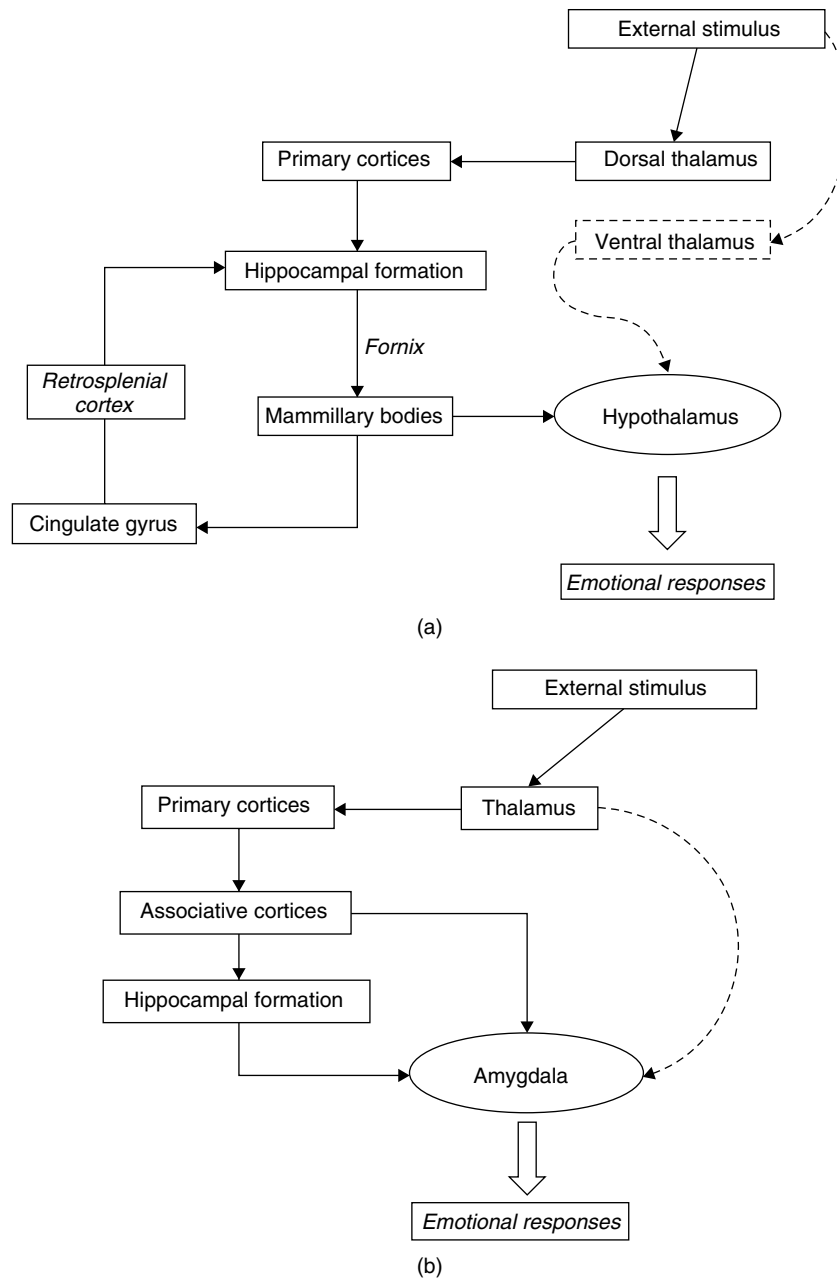 External stimulus
Primary cortices
Dorsal thalamus
Ventral thalamus
Hippocampal formation
Fornix
Retrosplenial
cortex
Mammillary bodies
Hypothalamus
Cingulate gyrus
Emotional responses
(a)
External stimulus
Primary cortices
Thalamus
Associative cortices
Hippocampal formation
Amygdala
Emotional responses
(b)